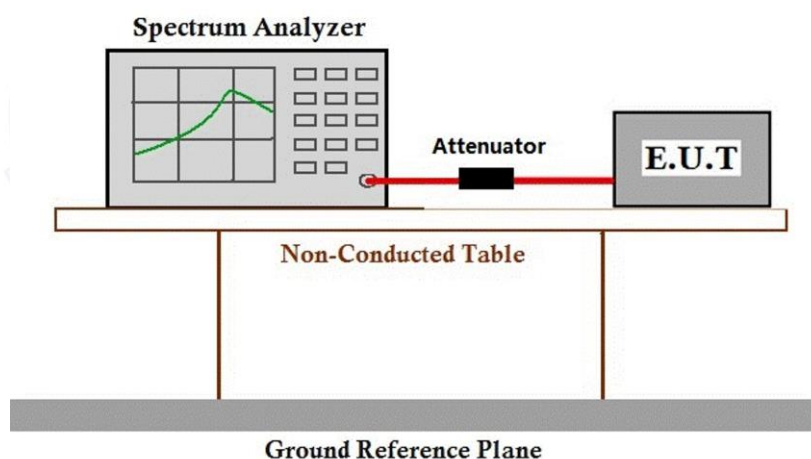 Spectrum Analyzer
Attenuator
E.U.T
Non-Conducted Table
Ground Reference Plane